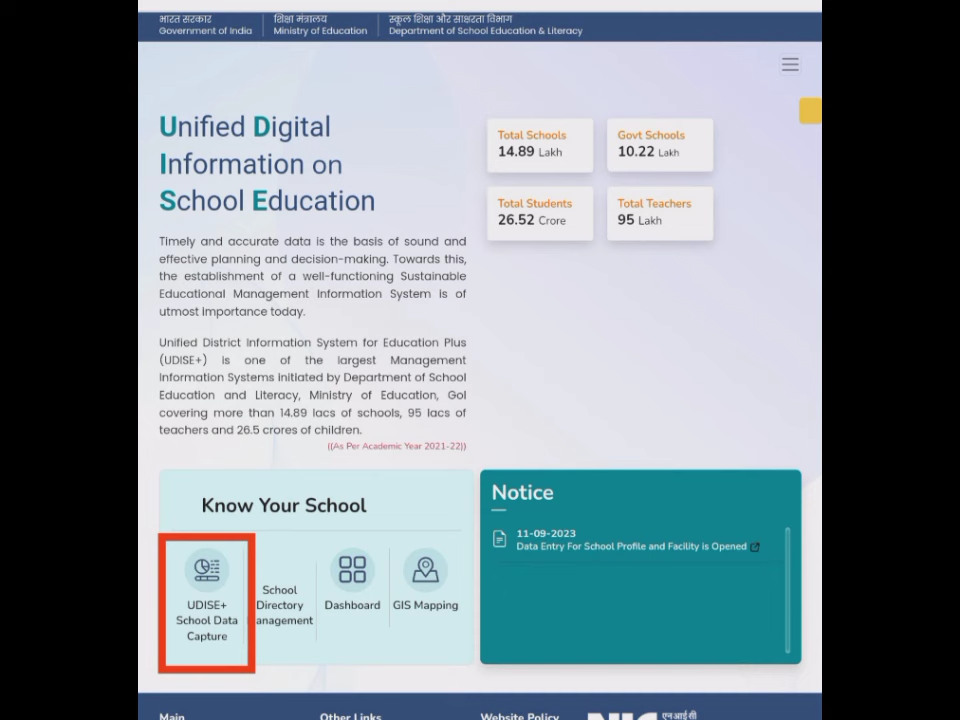 भारत सरकार
Government of India
शिक्षा मंत्रालय
Ministry of Education
स्कूल शिक्षा और साक्षरता विभाग
Department of School Education & Literacy
Unified Digital
Information on
School Education
Total Schools
14.89 Lakh
Govt Schools
10.22 Lakh
Total Students
26.52 Crore
Total Teachers
95 Lakh
Timely and accurate data is the basis of sound and
effective planning and decision-making. Towards this,
the establishment of a well-functioning Sustainable
Educational Management Information System is of
utmost importance today.
Unified District Information System for Education Plus
(UDISE+) is one of the largest Management
Information Systems initiated by Department of School
Education and Literacy, Ministry of Education, GoI
covering more than 14.89 lacs of schools, 95 lacs of
teachers and 26.5 crores of children.
((As Per Academic Year 2021-22))
Know Your School
UDISE+
School Data
Capture
School
Directory
anagement
Dashboard
GIS Mapping
Notice
11-09-2023
Data Entry For School Profile and Facility is Opened
Main
Other Links
Website Policy
NIC
एन आई सी